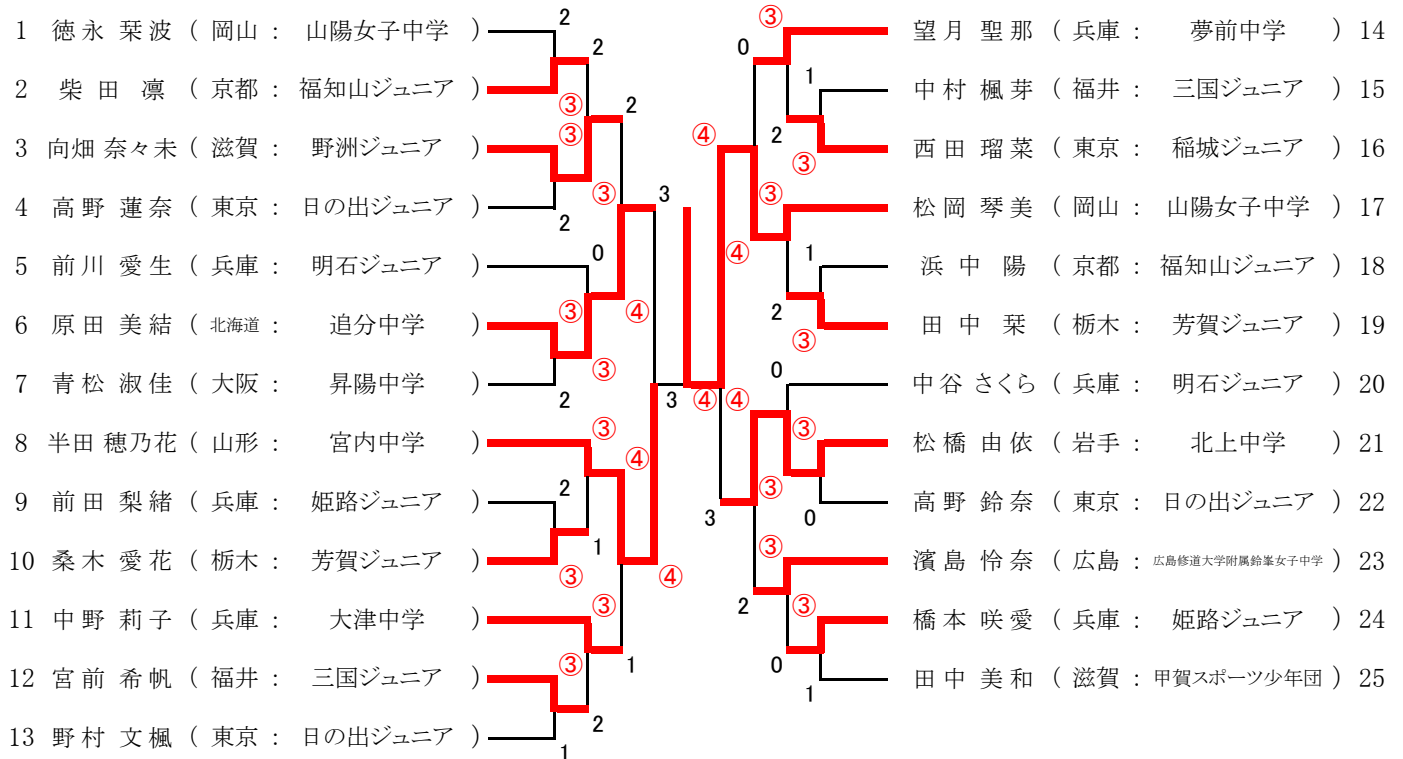 1 徳永 栞波 ( 岡山 : 山陽女子中学 )
2 柴田 凛 ( 京都 : 福知山ジュニア )
3 向畑 奈々未 ( 滋賀 : 野洲ジュニア )
4 高野 蓮奈 ( 東京 : 日の出ジュニア )
5 前川 愛生 ( 兵庫 : 明石ジュニア )
6 原田 美結 ( 北海道 : 追分中学 )
7 青松 淑佳 ( 大阪 : 昇陽中学 )
8 半田 穂乃花 ( 山形 : 宮内中学 )
9 前田 梨緒 ( 兵庫 : 姫路ジュニア )
10 桑木 愛花 ( 栃木 : 芳賀ジュニア )
11 中野 莉子 ( 兵庫 : 大津中学 )
12 宮前 希帆 ( 福井 : 三国ジュニア )
13 野村 文楓 ( 東京 : 日の出ジュニア )
2
2
③
③
2
2
③
0
③
③
2
3
④
③
2
③
1
④
③
③
2
1
1
④
3
④
④
③
0
1
2
③
④
③
④
1
2
③
0
③
0
③
3
③
2
③
0
1
望月 聖那 ( 兵庫 : 夢前中学 ) 14
中村 楓芽 ( 福井 : 三国ジュニア ) 15
西田 瑠菜 ( 東京 : 稲城ジュニア ) 16
松岡 琴美 ( 岡山 : 山陽女子中学 ) 17
浜中 陽 ( 京都 : 福知山ジュニア ) 18
田中 栞 ( 栃木 : 芳賀ジュニア ) 19
中谷 さくら ( 兵庫 : 明石ジュニア ) 20
松橋 由依 ( 岩手 : 北上中学 ) 21
高野 鈴奈 ( 東京 : 日の出ジュニア ) 22
濱島 怜奈 ( 広島 : 広島修道大学附属鈴峯女子中学 ) 23
橋本 咲愛 ( 兵庫 : 姫路ジュニア ) 24
田中 美和 ( 滋賀 : 甲賀スポーツ少年団 ) 25